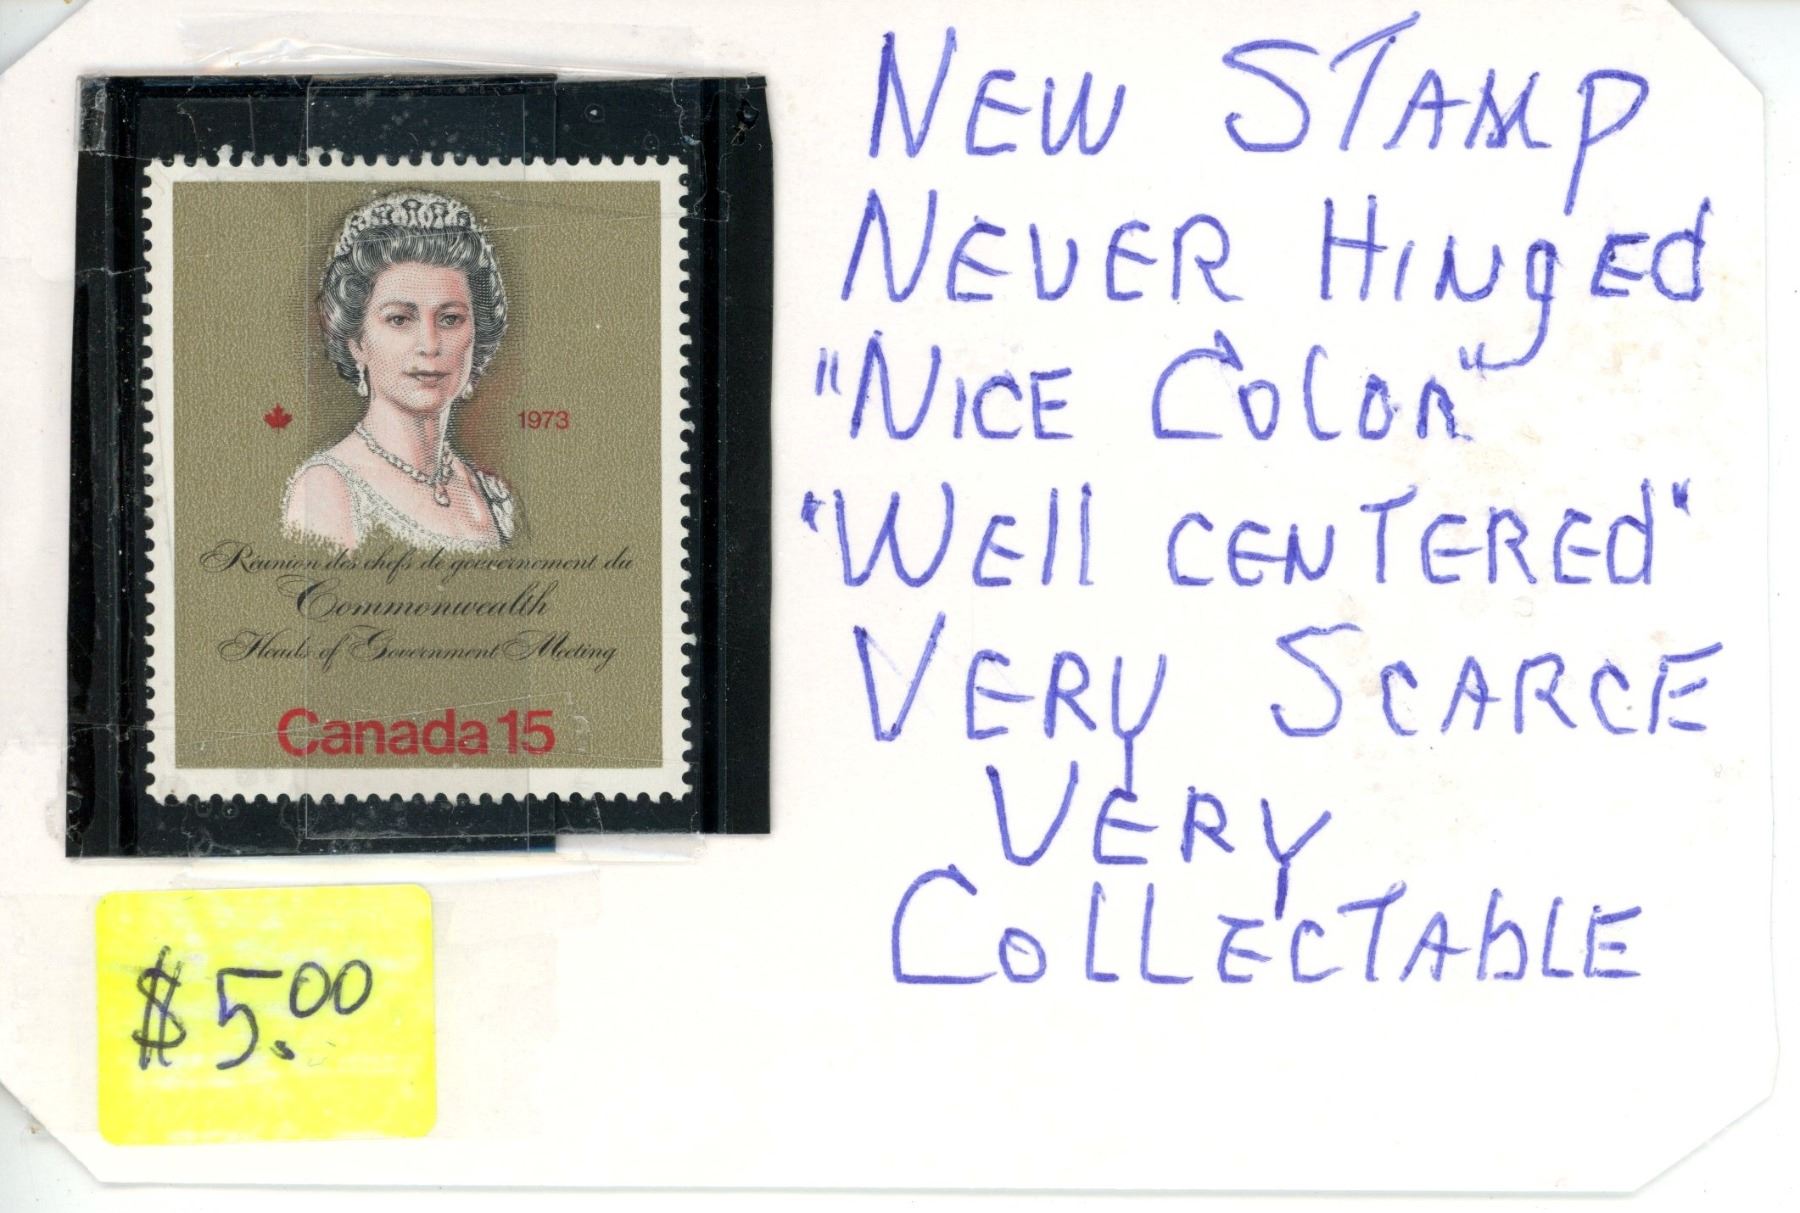 NEW STAMP
NEVER HINgEd
"NICE COlOR"
"WEll CENTEREd"
VERY SCARCE
VERY
COLLECTAbLE
1973
Réunion des chefs de gouvernement du
Commonwealth
Heads of Government Meeting
Canada 15
$5.00